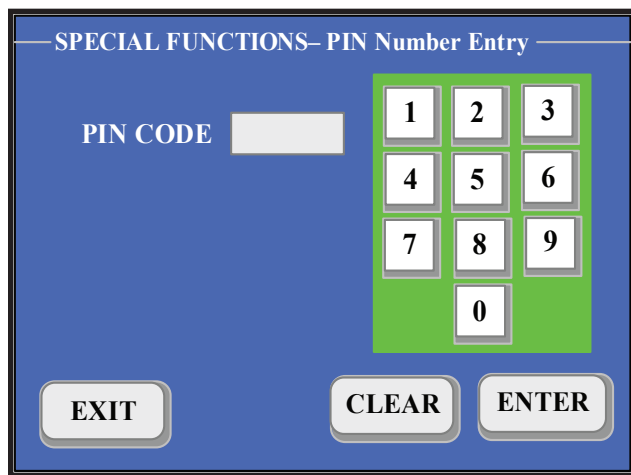 SPECIAL FUNCTIONS– PIN Number Entry
PIN CODE
1 2 3
4 5 6
7 8 9
0
EXIT CLEAR ENTER